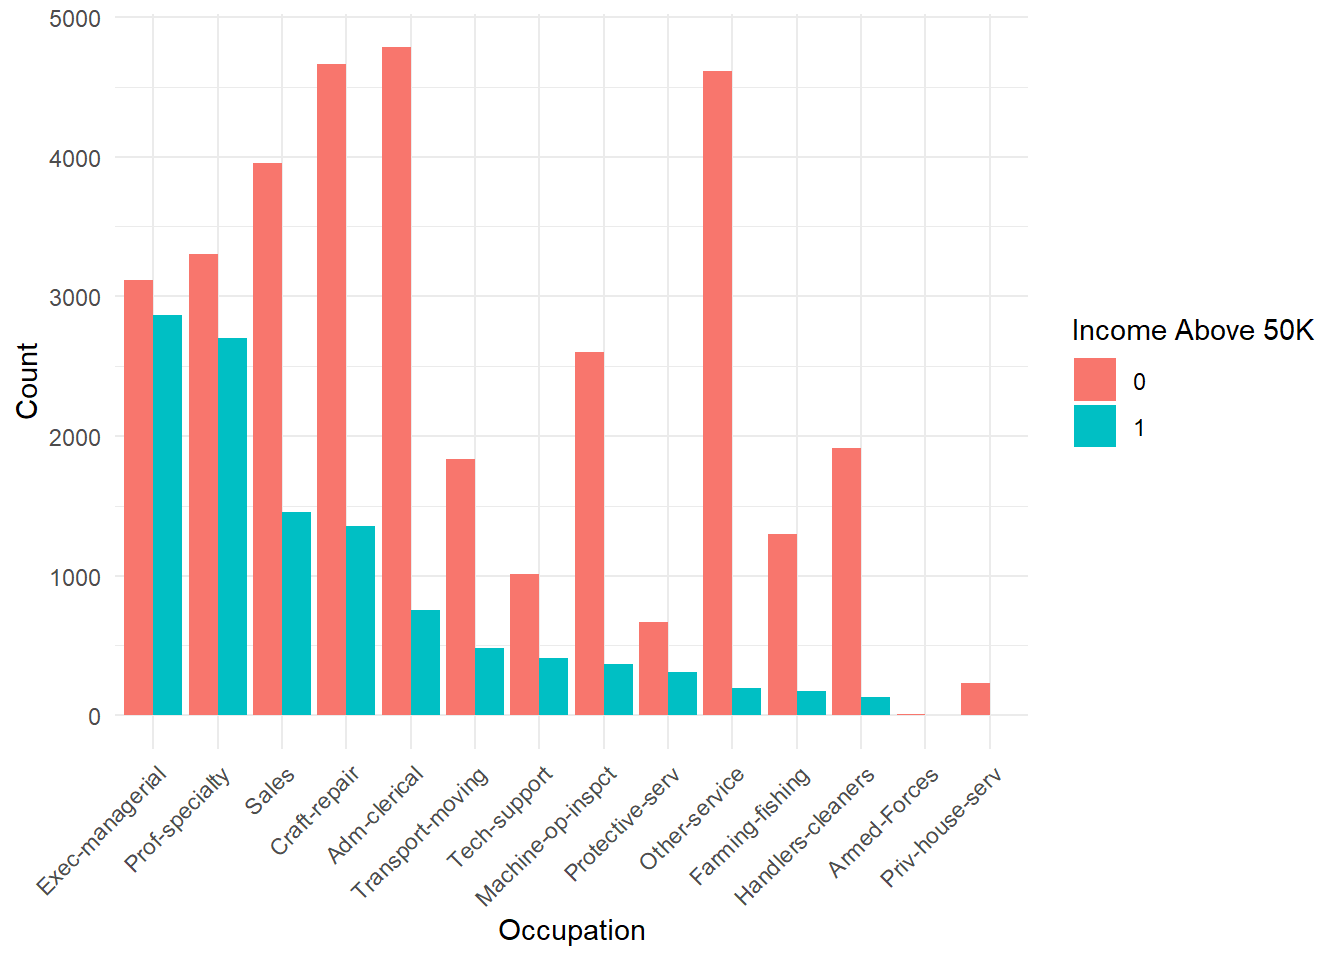 5000
4000
3000
2000
1000
0
Count
Exec-managerial
Prof-specialty
Sales
Craft-repair
Adm-clerical
Transport-moving
Tech-support
Machine-op-inspct
Protective-serv
Other-service
Farming-fishing
Handlers-cleaners
Armed-Forces
Priv-house-serv
Occupation
Income Above 50K
0
1